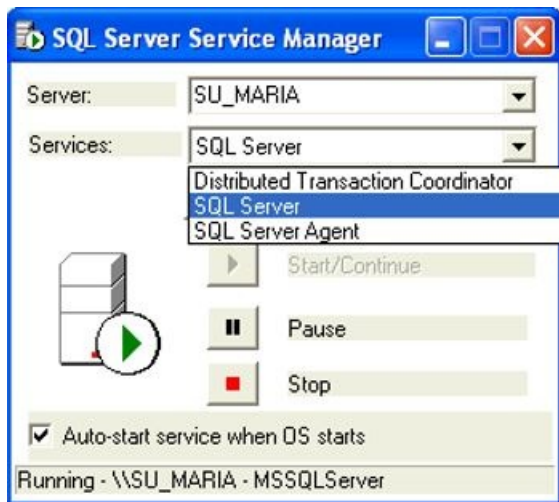 SQL Server Service Manager
Server: SU_MARIA
Services: SQL Server
Distributed Transaction Coordinator
SQL Server
SQL Server Agent
Start/Continue
Pause
Stop
Auto-start service when OS starts
Running - \\SU_MARIA - MSSQLServer